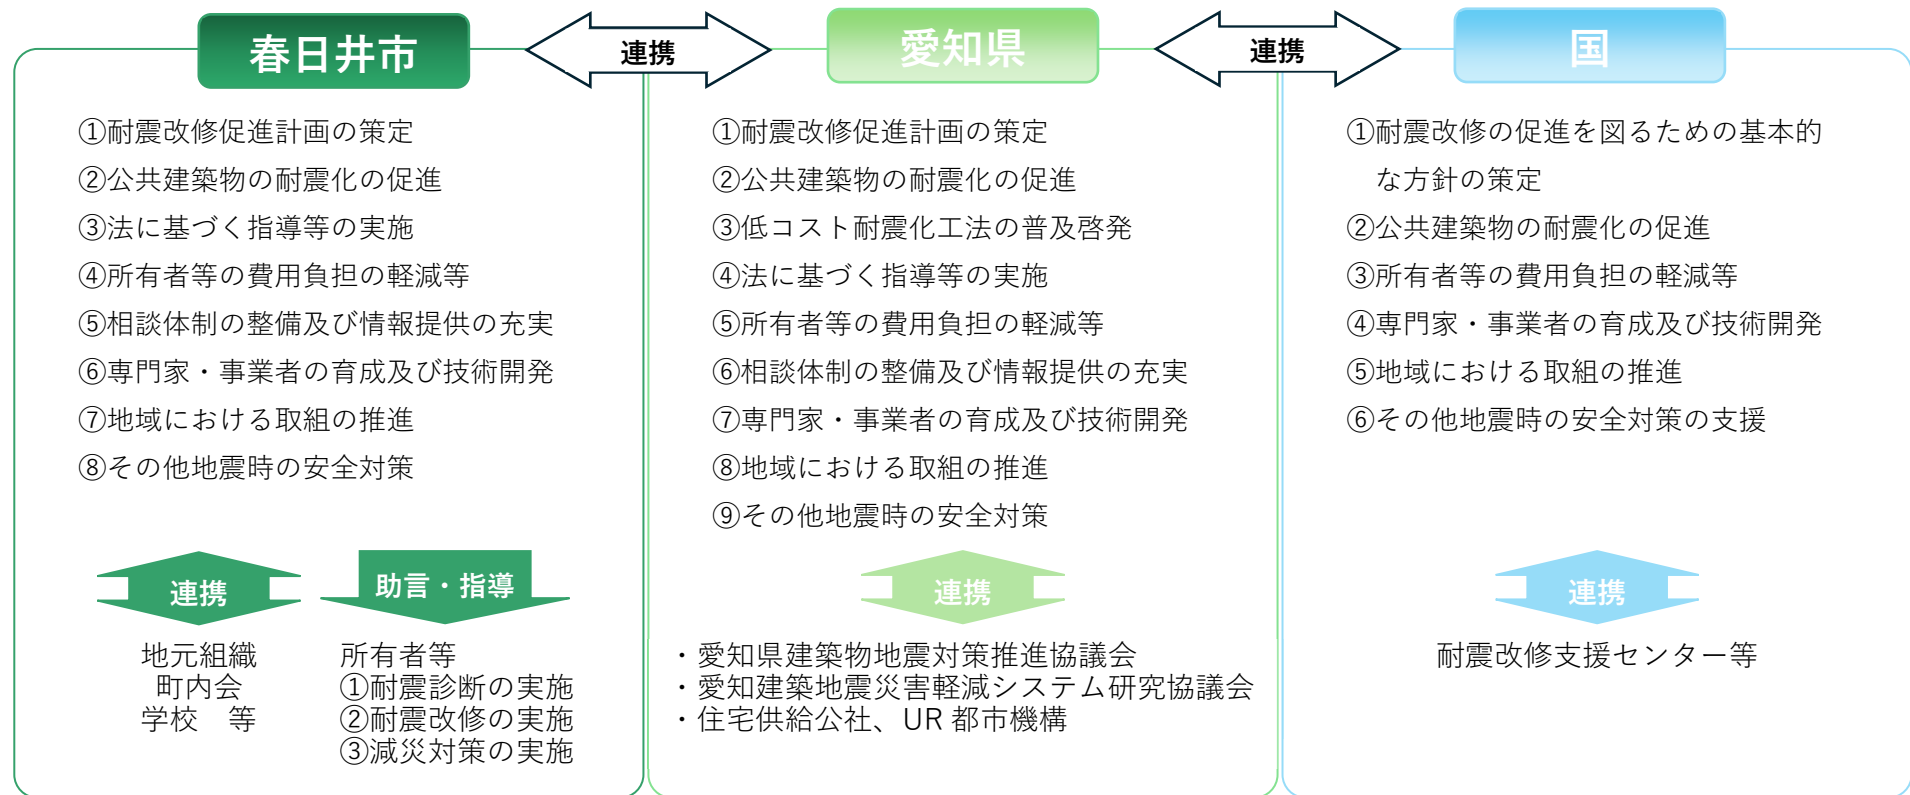 春日井市
連携
愛知県
連携
国
①耐震改修促進計画の策定
②公共建築物の耐震化の促進
③法に基づく指導等の実施
④所有者等の費用負担の軽減等
⑤相談体制の整備及び情報提供の充実
⑥専門家・事業者の育成及び技術開発
⑦地域における取組の推進
⑧その他地震時の安全対策
連携
助言・指導
地元組織
町内会
学校　等
所有者等
①耐震診断の実施
②耐震改修の実施
③減災対策の実施
①耐震改修促進計画の策定
②公共建築物の耐震化の促進
③低コスト耐震化工法の普及啓発
④法に基づく指導等の実施
⑤所有者等の費用負担の軽減等
⑥相談体制の整備及び情報提供の充実
⑦専門家・事業者の育成及び技術開発
⑧地域における取組の推進
⑨その他地震時の安全対策
連携
・愛知県建築物地震対策推進協議会
・愛知建築地震災害軽減システム研究協議会
・住宅供給公社、UR 都市機構
①耐震改修の促進を図るための基本的
な方針の策定
②公共建築物の耐震化の促進
③所有者等の費用負担の軽減等
④専門家・事業者の育成及び技術開発
⑤地域における取組の推進
⑥その他地震時の安全対策の支援
連携
耐震改修支援センター等